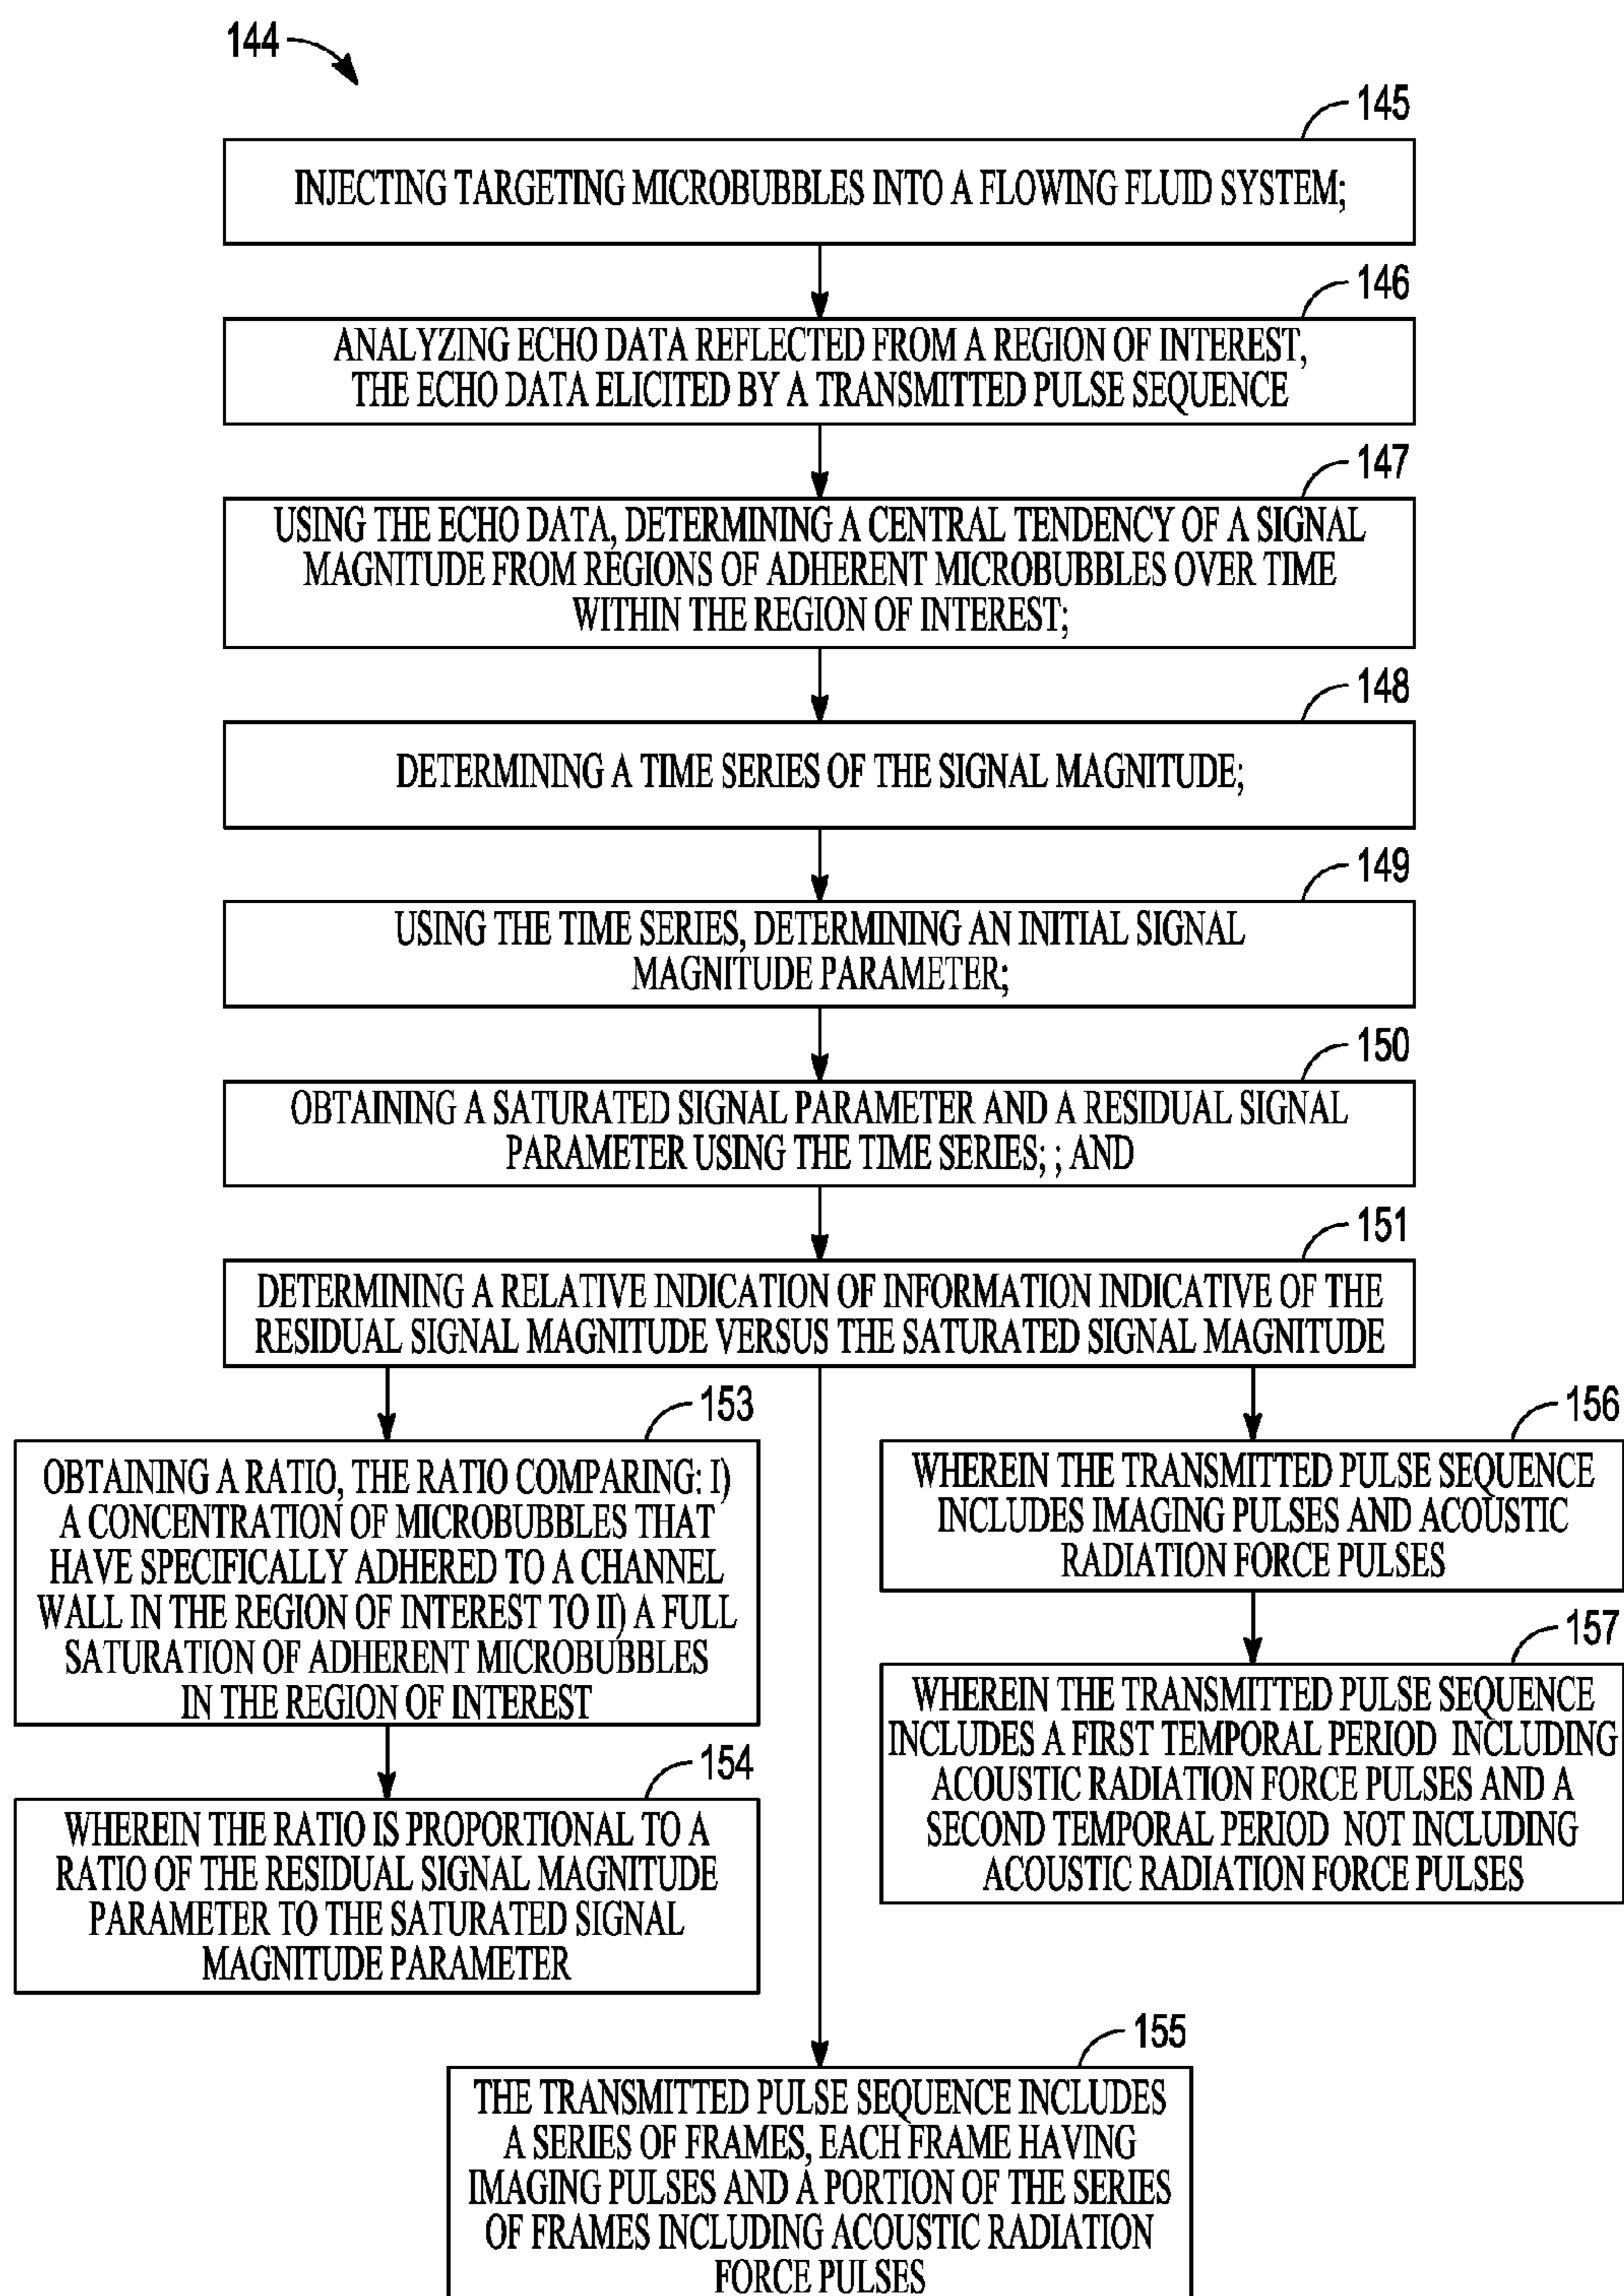 144
145
INJECTING TARGETING MICROBUBBLES INTO A FLOWING FLUID SYSTEM;
146
ANALYZING ECHO DATA REFLECTED FROM A REGION OF INTEREST,
THE ECHO DATA ELICITED BY A TRANSMITTED PULSE SEQUENCE
147
USING THE ECHO DATA, DETERMINING A CENTRAL TENDENCY OF A SIGNAL
MAGNITUDE FROM REGIONS OF ADHERENT MICROBUBBLES OVER TIME
WITHIN THE REGION OF INTEREST;
148
DETERMINING A TIME SERIES OF THE SIGNAL MAGNITUDE;
149
USING THE TIME SERIES, DETERMINING AN INITIAL SIGNAL
MAGNITUDE PARAMETER;
150
OBTAINING A SATURATED SIGNAL PARAMETER AND A RESIDUAL SIGNAL
PARAMETER USING THE TIME SERIES; ; AND
151
DETERMINING A RELATIVE INDICATION OF INFORMATION INDICATIVE OF THE
RESIDUAL SIGNAL MAGNITUDE VERSUS THE SATURATED SIGNAL MAGNITUDE
153
OBTAINING A RATIO, THE RATIO COMPARING: I)
A CONCENTRATION OF MICROBUBBLES THAT
HAVE SPECIFICALLY ADHERED TO A CHANNEL
WALL IN THE REGION OF INTEREST TO II) A FULL
SATURATION OF ADHERENT MICROBUBBLES
IN THE REGION OF INTEREST
154
WHEREIN THE RATIO IS PROPORTIONAL TO A
RATIO OF THE RESIDUAL SIGNAL MAGNITUDE
PARAMETER TO THE SATURATED SIGNAL
MAGNITUDE PARAMETER
156
WHEREIN THE TRANSMITTED PULSE SEQUENCE
INCLUDES IMAGING PULSES AND ACOUSTIC
RADIATION FORCE PULSES
157
WHEREIN THE TRANSMITTED PULSE SEQUENCE
INCLUDES A FIRST TEMPORAL PERIOD INCLUDING
ACOUSTIC RADIATION FORCE PULSES AND A
SECOND TEMPORAL PERIOD NOT INCLUDING
ACOUSTIC RADIATION FORCE PULSES
155
THE TRANSMITTED PULSE SEQUENCE INCLUDES
A SERIES OF FRAMES, EACH FRAME HAVING
IMAGING PULSES AND A PORTION OF THE SERIES
OF FRAMES INCLUDING ACOUSTIC RADIATION
FORCE PULSES